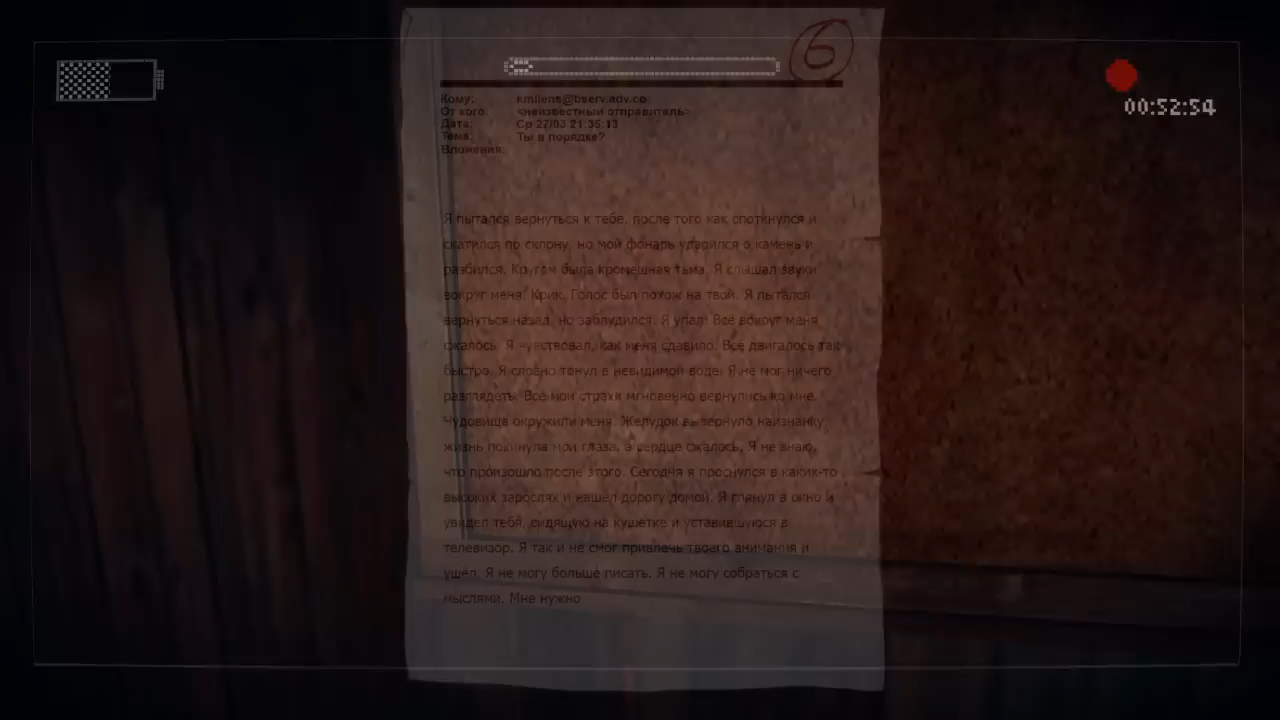 6
00:52:54
Кому: kmilens@bserv.adv.co
От кого: <неизвестный отправитель>
Дата: Ср 27/03 21:35:13
Тема: Ты в порядке?
Вложения:
Я пытался вернуться к тебе, после того как споткнулся и
скатился по склону, но мой фонарь ударился о камень и
разбился. Кругом была кромешная тьма. Я слышал звуки
вокруг меня. Крик. Голос был похож на твой. Я пытался
вернуться назад, но заблудился. Я упал! Всё вокруг меня
сжалось. Я чувствовал, как меня сдавило. Все двигалось так
быстро. Я словно тонул в невидимой воде. Я не мог ничего
разглядеть. Все мои страхи мгновенно вернулись ко мне.
Чудовища окружили меня. Желудок вывернуло наизнанку,
жизнь покинула мои глаза, а сердце сжалось. Я не знаю,
что произошло после этого. Сегодня я проснулся в каких-то
высоких зарослях и нашел дорогу домой. Я глянул в окно и
увидел тебя, сидящую на кушетке и уставившуюся в
телевизор. Я так и не смог привлечь твоего внимания и
ушёл. Я не могу больше писать. Я не могу собраться с
мыслями. Мне нужно